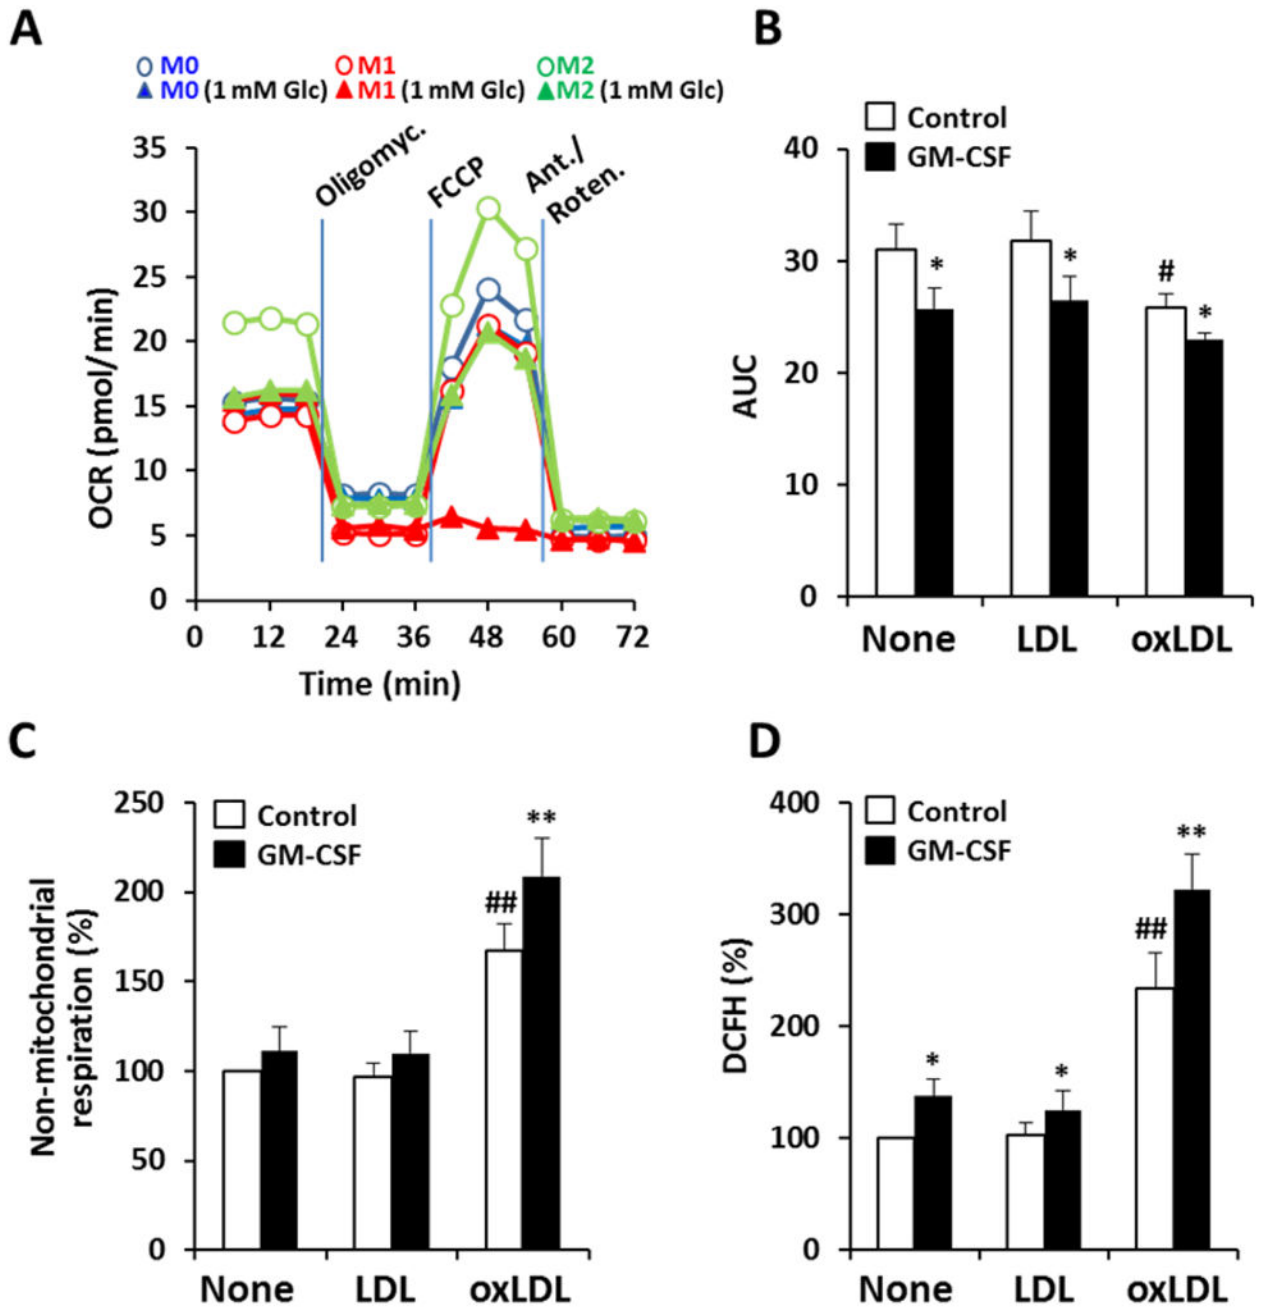 A
M0 M1 M2
M0 (1 mM Glc) M1 (1 mM Glc) M2 (1 mM Glc)
Oligomyc.
FCCP
Ant./
Roten.
35
30
25
20
15
10
5
0
OCR (pmol/min)
0 12 24 36 48 60 72
Time (min)
B
Control
GM-CSF
40
30
20
10
0
AUC
*
*
#
*
None LDL oxLDL
C
Control
GM-CSF
250
200
150
100
50
0
Non-mitochondrial
respiration (%)
##
**
None LDL oxLDL
D
Control
GM-CSF
400
300
200
100
0
DCFH (%)
*
*
##
**
None LDL oxLDL